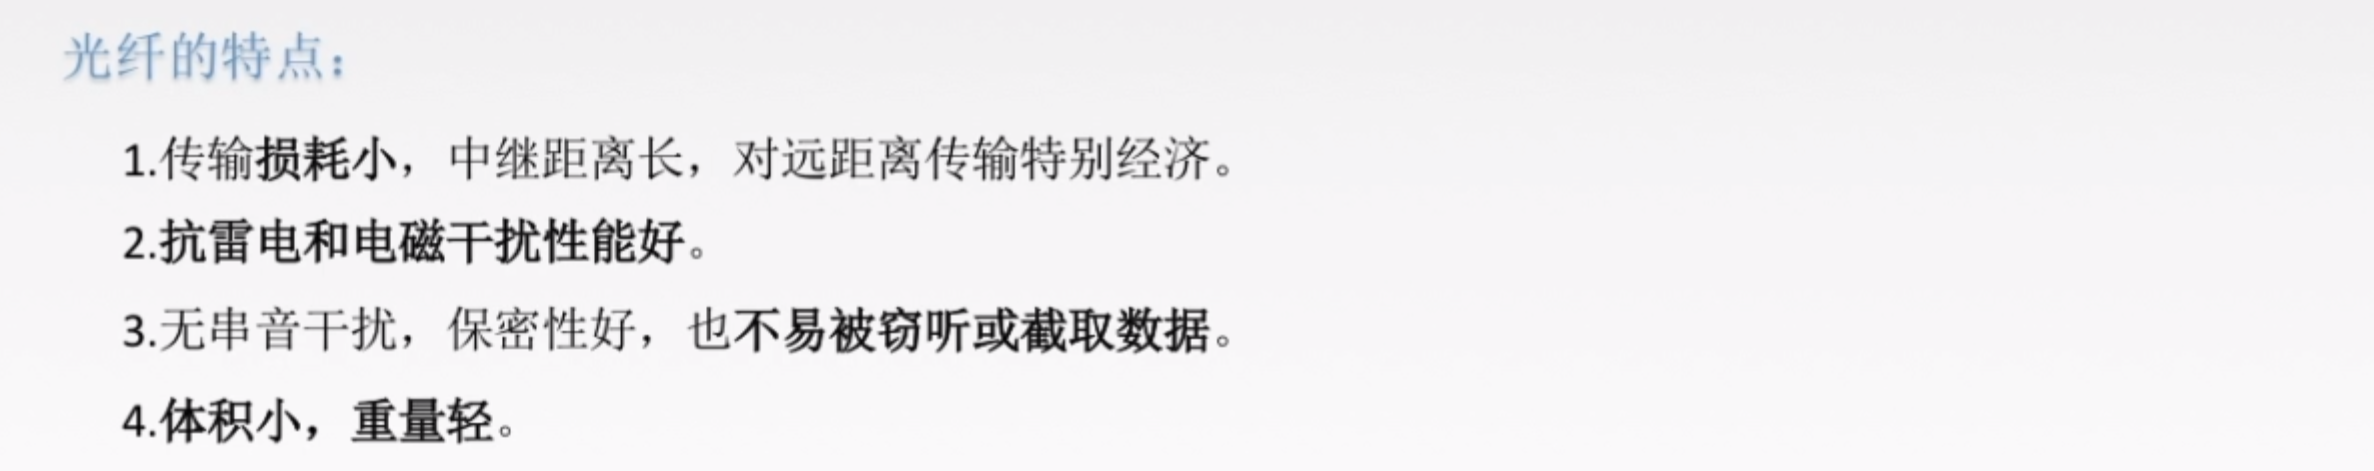 光纤的特点：
1.传输损耗小，中继距离长，对远距离传输特别经济。
2.抗雷电和电磁干扰性能好。
3.无串音干扰，保密性好，也不易被窃听或截取数据。
4.体积小，重量轻。